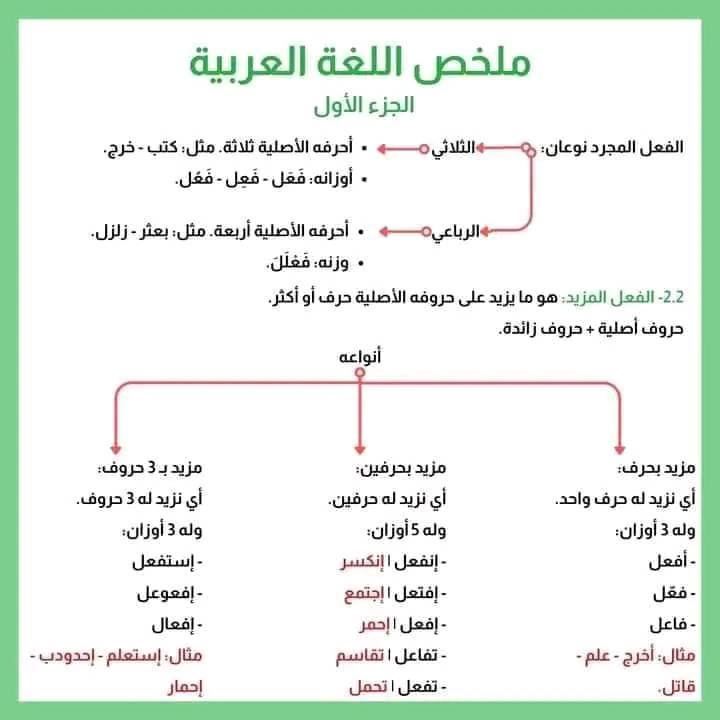 ملخص اللغة العربية
الجزء الأول
الفعل المجرد نوعان:
الثلاثي
• أحرفه الأصلية ثلاثة. مثل: كتب - خرج.
• أوزانه: فَعَل - فَعِل - فَعُل.
الرباعي
• أحرفه الأصلية أربعة. مثل: بعثر - زلزل.
• وزنه: فَعْلَلَ.
2.2- الفعل المزيد: هو ما يزيد على حروفه الأصلية حرف أو أكثر.
حروف أصلية + حروف زائدة.
أنواعه
مزيد بحرف:
أي نزيد له حرف واحد.
وله 3 أوزان:
- أفعل
- فعّل
- فاعل
مثال: أخرج - علم -
قاتل.
مزيد بحرفين:
أي نزيد له حرفين.
وله 5 أوزان:
- إنفعل | إنكسر
- إفتعل | إجتمع
- إفعل | إحمر
- تفاعل | تقاسم
- تفعل | تحمل
مزيد بـ 3 حروف:
أي نزيد له 3 حروف.
وله 3 أوزان:
- إستفعل
- إفعوعل
- إفعال
مثال: إستعلم - إحدودب -
إحمار